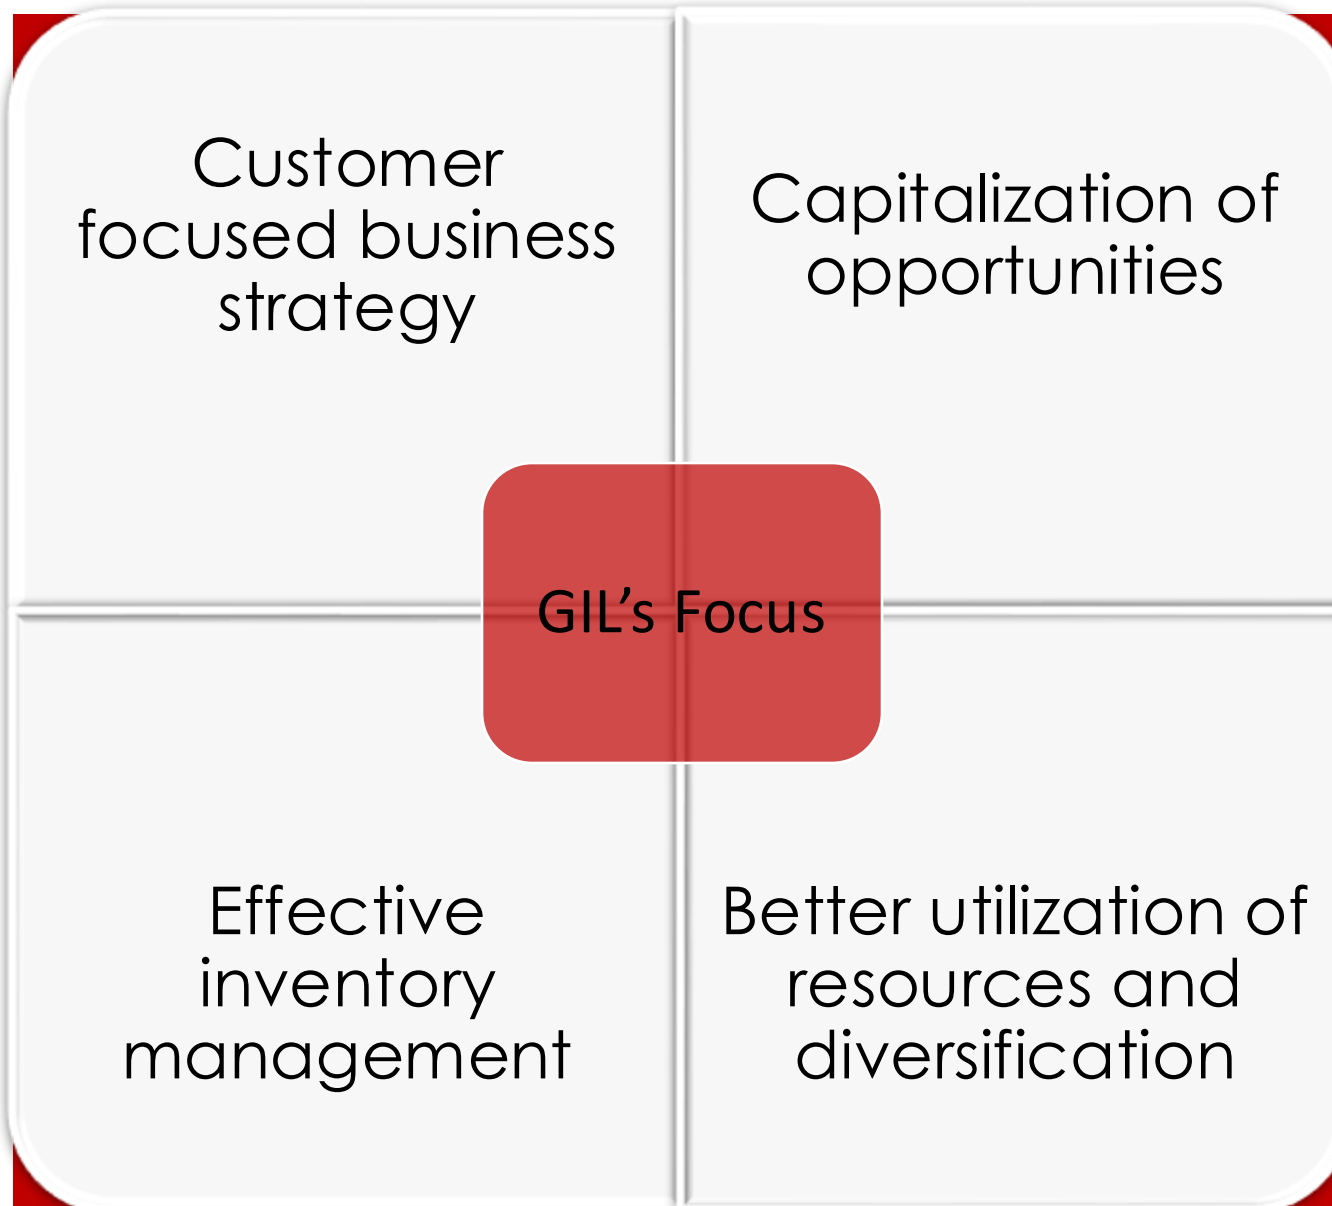 Customer
focused business
strategy
Capitalization of
opportunities
GIL’s Focus
Effective
inventory
management
Better utilization of
resources and
diversification